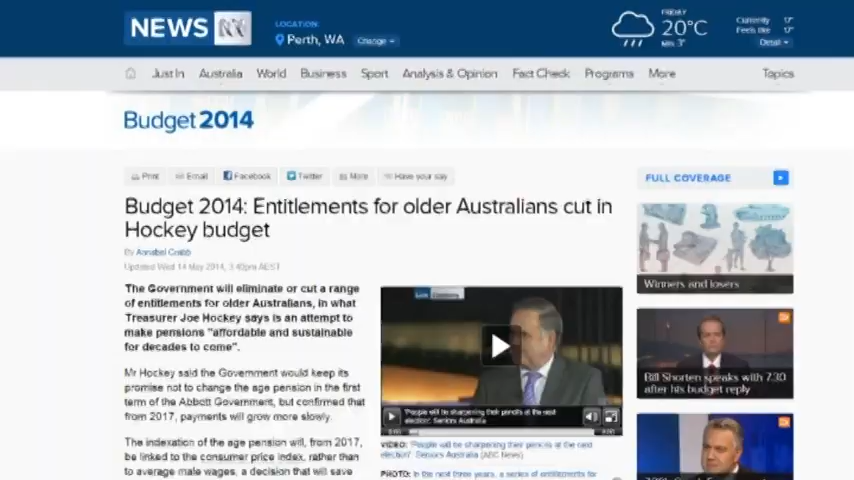 NEWS
LOCATION:
Perth, WA
Change
FRIDAY
20°C
Currently 17°
Feels like 17°
Detail
Just In Australia World Business Sport Analysis & Opinion Fact Check Programs More Topics
Budget 2014
Print Email Facebook Twitter More Have your say
FULL COVERAGE
Budget 2014: Entitlements for older Australians cut in
Hockey budget
By Annabel Crabb
Updated Wed 14 May 2014, 3:40pm AEST
The Government will eliminate or cut a range
of entitlements for older Australians, in what
Treasurer Joe Hockey says is an attempt to
make pensions "affordable and sustainable
for decades to come".
Mr Hockey said the Government would keep its
promise not to change the age pension in the first
term of the Abbott Government, but confirmed that
from 2017, payments will grow more slowly.
The indexation of the age pension will, from 2017,
be linked to the consumer price index, rather than
to average male wages, a decision that will save
'People will be sharpening their pencils at the next
election': Seniors Australia
VIDEO: 'People will be sharpening their pencils at the next
election': Seniors Australia (ABC News)
PHOTO: In the next three years, a series of entitlements for
Winners and losers
Bill Shorten speaks with 7.30
after his budget reply